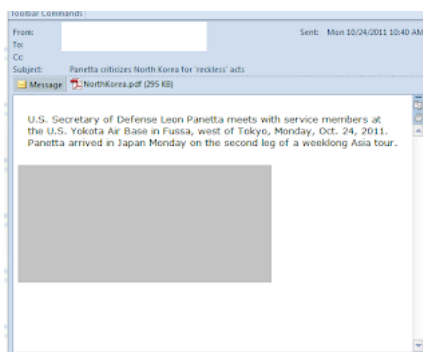 Toolbar Commands
From:
Sent: Mon 10/24/2011 10:40 AM
To:
Cc:
Subject: Panetta criticizes North Korea for 'reckless' acts
Message NorthKorea.pdf (295 KB)
U.S. Secretary of Defense Leon Panetta meets with service members at
the U.S. Yokota Air Base in Fussa, west of Tokyo, Monday, Oct. 24, 2011.
Panetta arrived in Japan Monday on the second leg of a weeklong Asia tour.